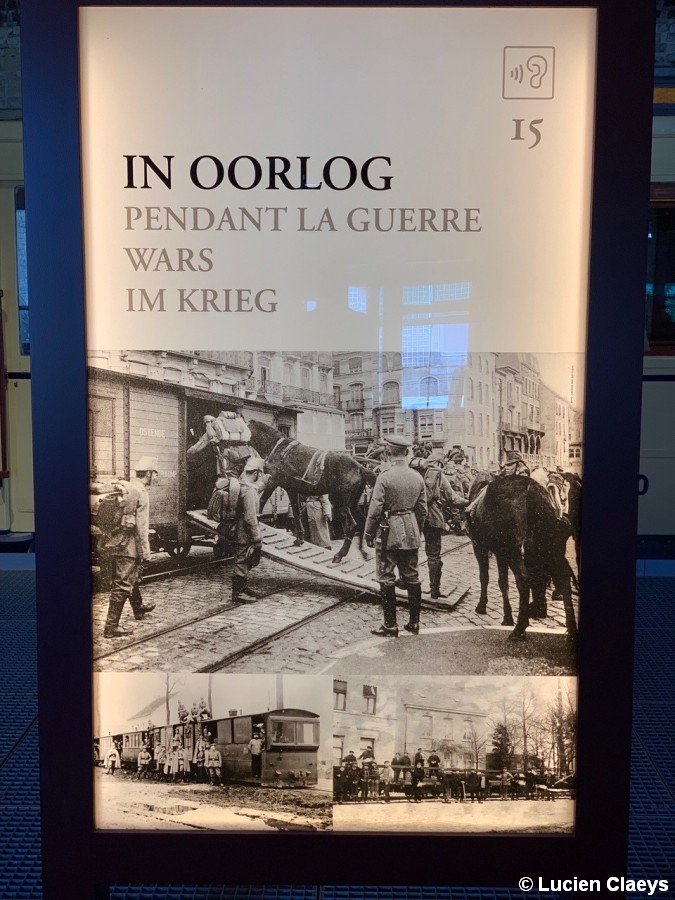 15
IN OORLOG
PENDANT LA GUERRE
WARS
IM KRIEG
© Lucien Claeys